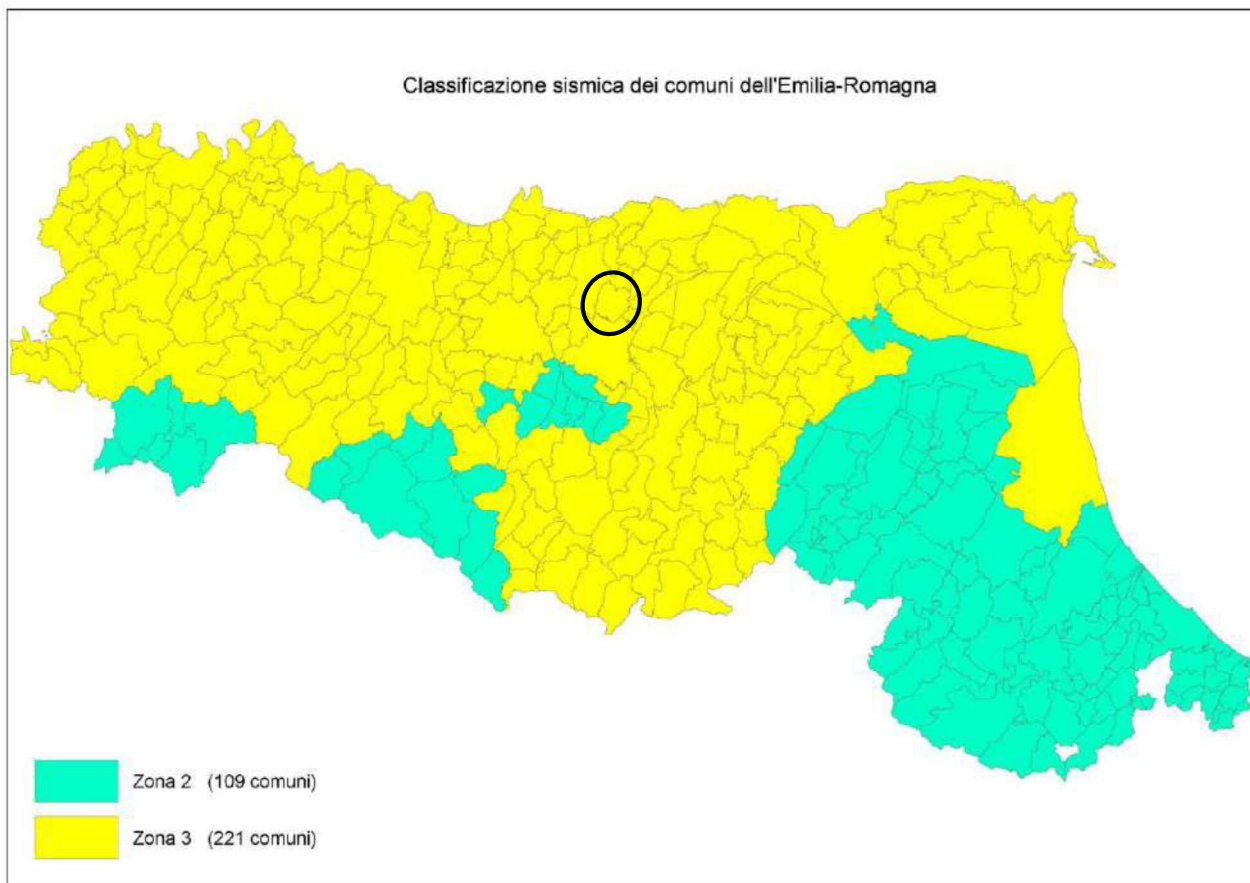 Classificazione sismica dei comuni dell'Emilia-Romagna
Zona 2 (109 comuni)
Zona 3 (221 comuni)